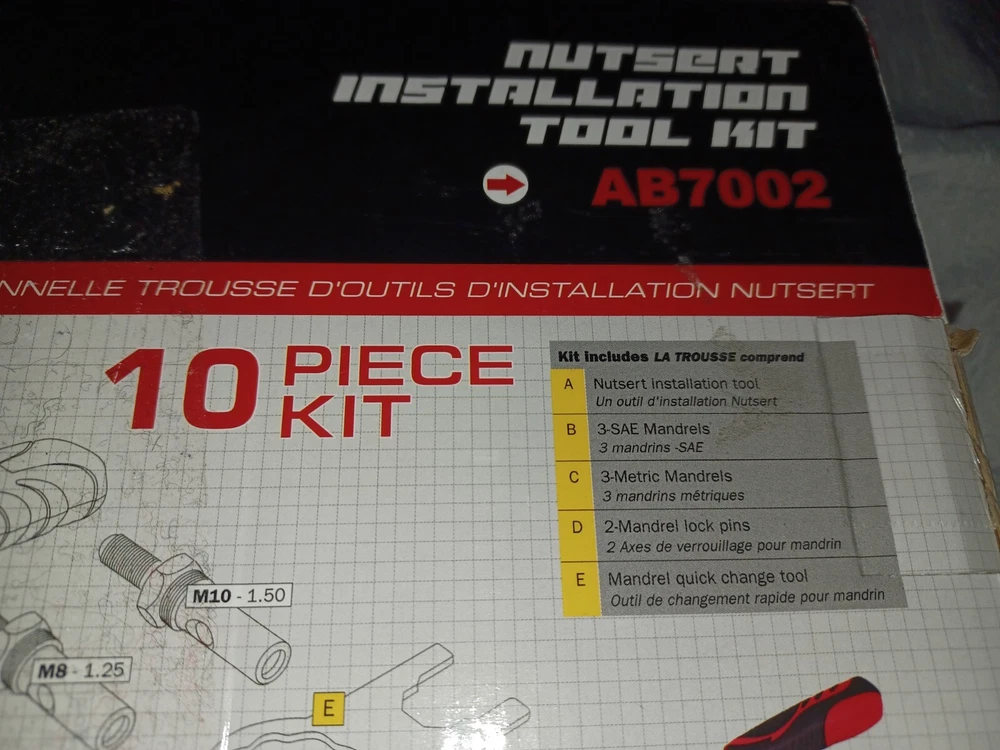 NUTSERT
INSTALLATION
TOOL KIT
AB7002
TROUSSE D'OUTILS D'INSTALLATION NUTSERT
10 PIECE
KIT
Kit includes LA TROUSSE comprend
A Nutsert installation tool
Un outil d'installation Nutsert
B 3-SAE Mandrels
3 mandrins -SAE
C 3-Metric Mandrels
3 mandrins métriques
D 2-Mandrel lock pins
2 Axes de verrouillage pour mandrin
E Mandrel quick change tool
Outil de changement rapide pour mandrin
M10 - 1.50
M8 - 1.25
E